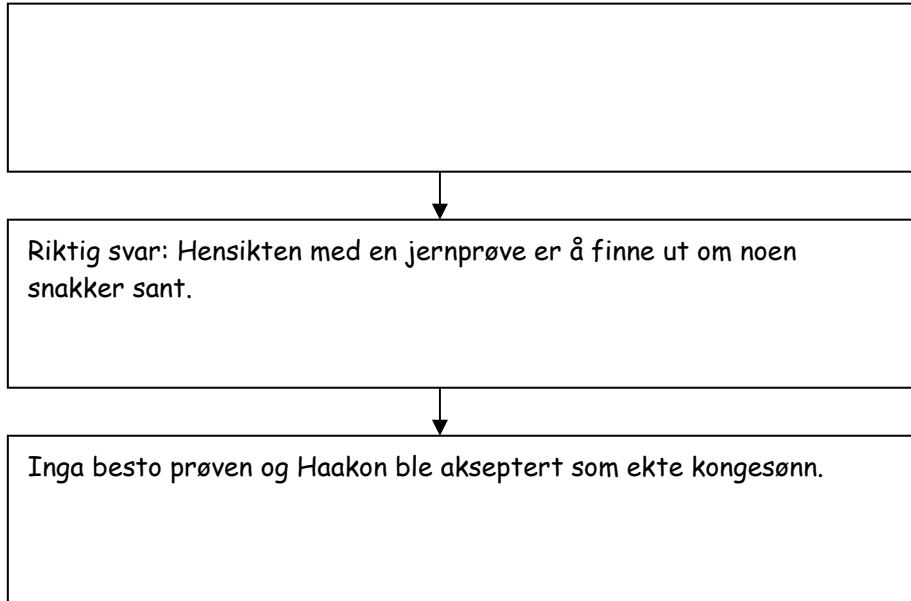 Riktig svar: Hensikten med en jernprøve er å finne ut om noen
snakker sant.
Inga besto prøven og Haakon ble akseptert som ekte kongesønn.